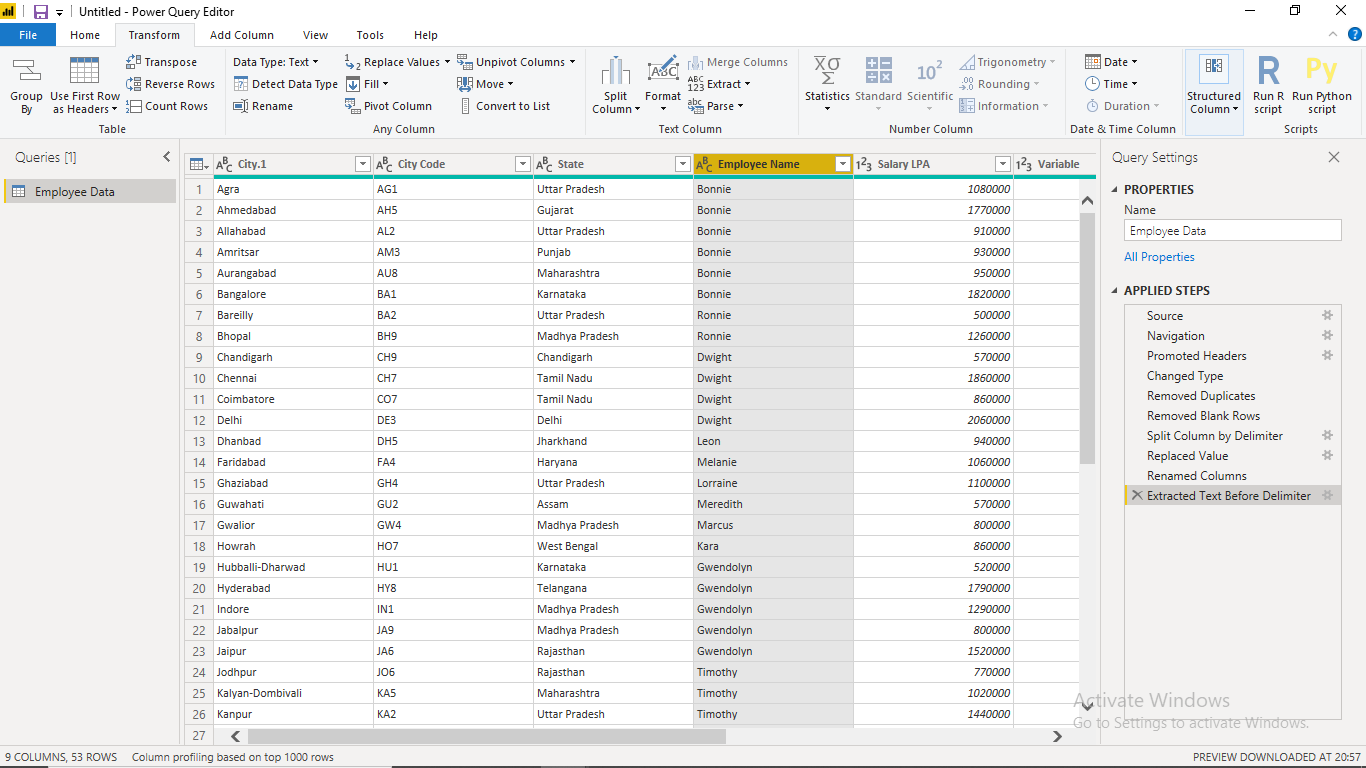 Untitled - Power Query Editor
File Home Transform Add Column View Tools Help
Group By
Use First Row as Headers
Transpose
Reverse Rows
Count Rows
Table
Data Type: Text
Detect Data Type
Rename
Replace Values
Fill
Pivot Column
Unpivot Columns
Move
Convert to List
Any Column
Split Column
Format
ABC
Merge Columns
Extract
Parse
Text Column
Statistics
Standard
Scientific
Trigonometry
Rounding
Information
Number Column
Date
Time
Duration
Date & Time Column
Structured Column
Run R script
Run Python script
Scripts
Queries [1]
Employee Data
City.1 City Code State Employee Name Salary LPA Variable
1 Agra AG1 Uttar Pradesh Bonnie 1080000
2 Ahmedabad AH5 Gujarat Bonnie 1770000
3 Allahabad AL2 Uttar Pradesh Bonnie 910000
4 Amritsar AM3 Punjab Bonnie 930000
5 Aurangabad AU8 Maharashtra Bonnie 950000
6 Bangalore BA1 Karnataka Bonnie 1820000
7 Bareilly BA2 Uttar Pradesh Ronnie 500000
8 Bhopal BH9 Madhya Pradesh Ronnie 1260000
9 Chandigarh CH9 Chandigarh Dwight 570000
10 Chennai CH7 Tamil Nadu Dwight 1860000
11 Coimbatore CO7 Tamil Nadu Dwight 860000
12 Delhi DE3 Delhi Dwight 2060000
13 Dhanbad DH5 Jharkhand Leon 940000
14 Faridabad FA4 Haryana Melanie 1060000
15 Ghaziabad GH4 Uttar Pradesh Lorraine 1100000
16 Guwahati GU2 Assam Meredith 570000
17 Gwalior GW4 Madhya Pradesh Marcus 800000
18 Howrah HO7 West Bengal Kara 860000
19 Hubballi-Dharwad HU1 Karnataka Gwendolyn 520000
20 Hyderabad HY8 Telangana Gwendolyn 1790000
21 Indore IN1 Madhya Pradesh Gwendolyn 1290000
22 Jabalpur JA9 Madhya Pradesh Gwendolyn 800000
23 Jaipur JA6 Rajasthan Gwendolyn 1520000
24 Jodhpur JO6 Rajasthan Timothy 770000
25 Kalyan-Dombivali KA5 Maharashtra Timothy 1020000
26 Kanpur KA2 Uttar Pradesh Timothy 1440000
27
Query Settings
PROPERTIES
Name
Employee Data
All Properties
APPLIED STEPS
Source
Navigation
Promoted Headers
Changed Type
Removed Duplicates
Removed Blank Rows
Split Column by Delimiter
Replaced Value
Renamed Columns
Extracted Text Before Delimiter
Activate Windows
Go to Settings to activate Windows.
9 COLUMNS, 53 ROWS Column profiling based on top 1000 rows
PREVIEW DOWNLOADED AT 20:57